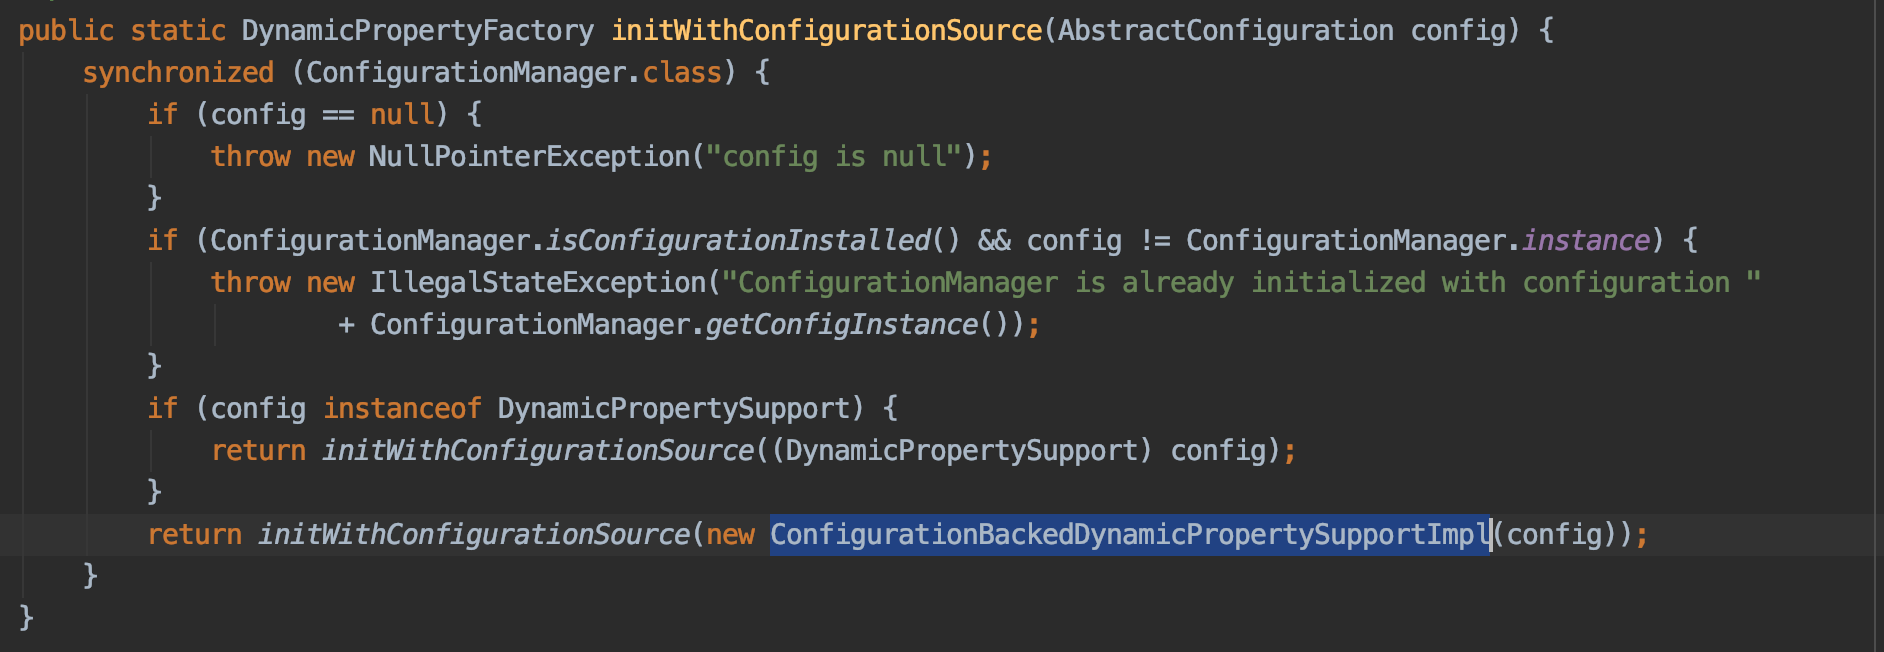 public static DynamicPropertyFactory initWithConfigurationSource(AbstractConfiguration config) {
synchronized (ConfigurationManager.class) {
if (config == null) {
throw new NullPointerException("config is null");
}
if (ConfigurationManager.isConfigurationInstalled() && config != ConfigurationManager.instance) {
throw new IllegalStateException("ConfigurationManager is already initialized with configuration "
+ ConfigurationManager.getConfigInstance());
}
if (config instanceof DynamicPropertySupport) {
return initWithConfigurationSource((DynamicPropertySupport) config);
}
return initWithConfigurationSource(new ConfigurationBackedDynamicPropertySupportImpl(config));
}
}